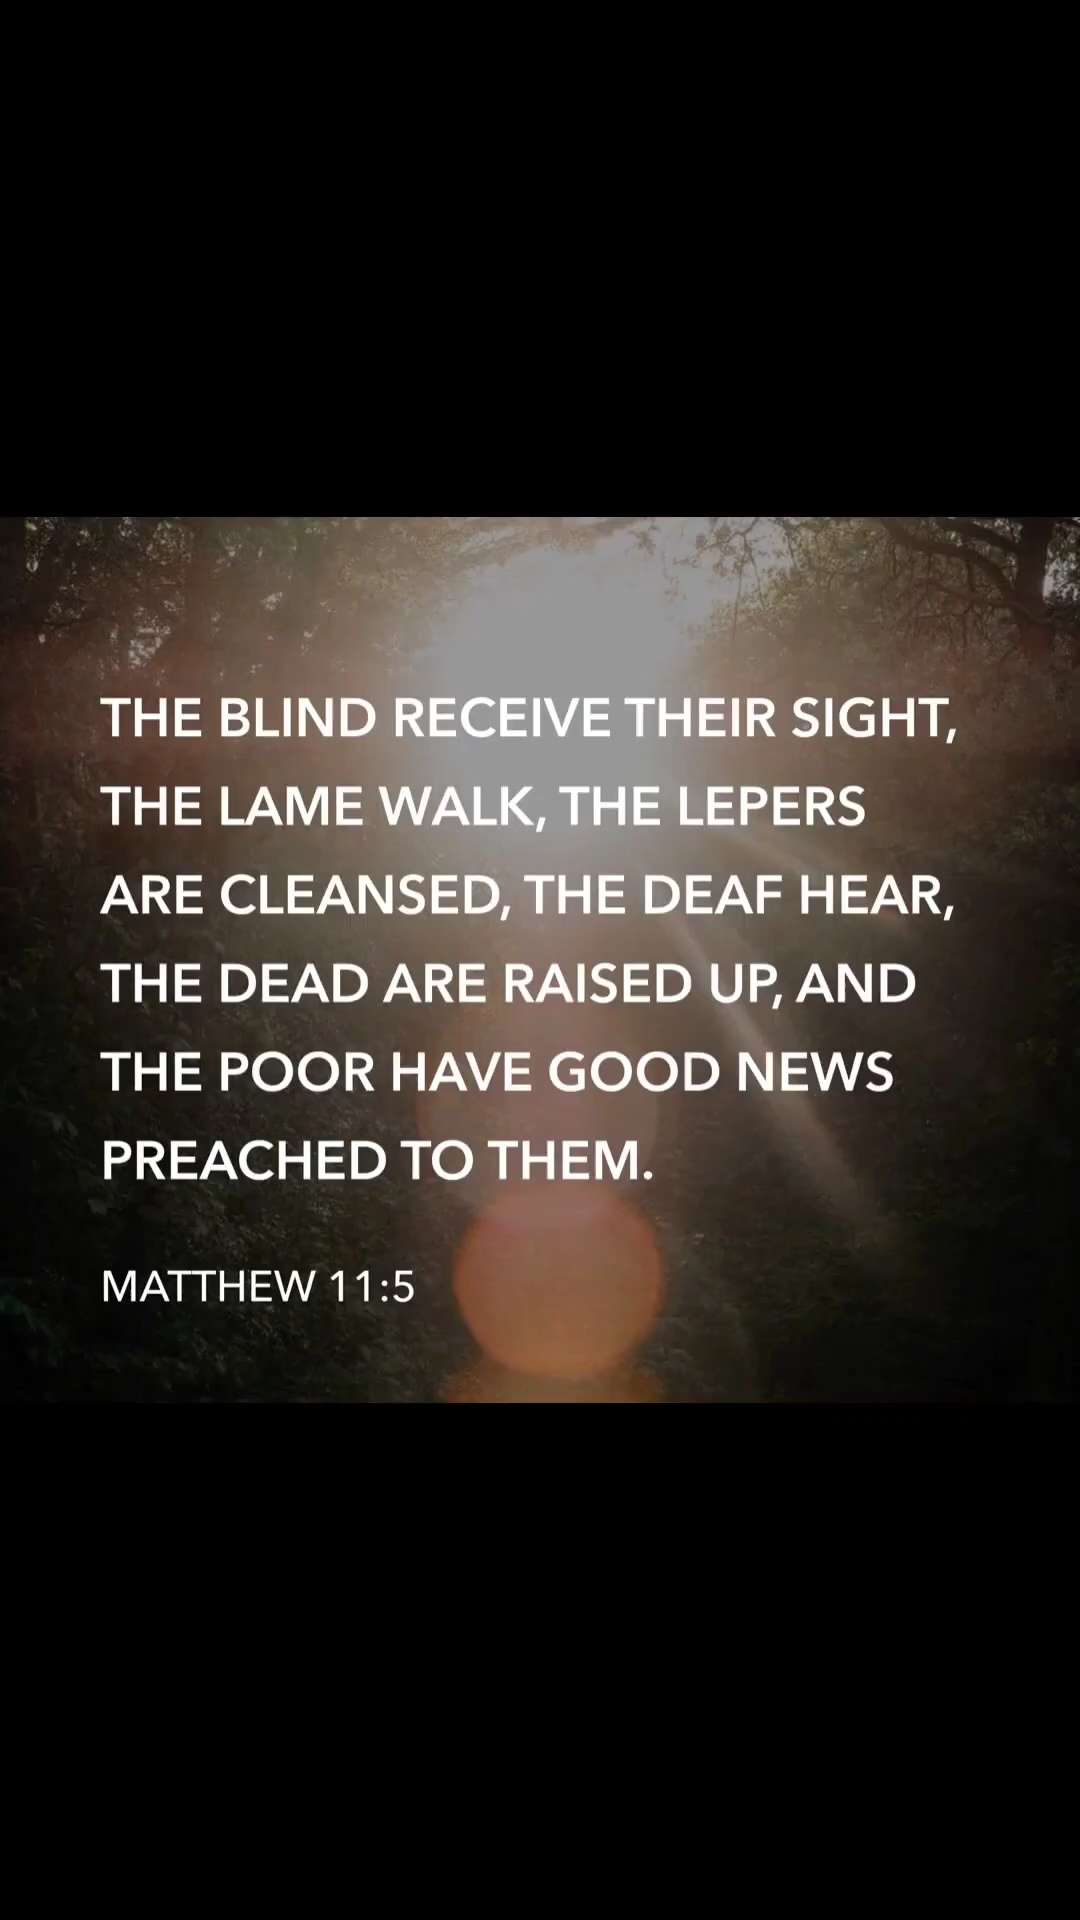 THE BLIND RECEIVE THEIR SIGHT,
THE LAME WALK, THE LEPERS
ARE CLEANSED, THE DEAF HEAR,
THE DEAD ARE RAISED UP, AND
THE POOR HAVE GOOD NEWS
PREACHED TO THEM.
MATTHEW 11:5